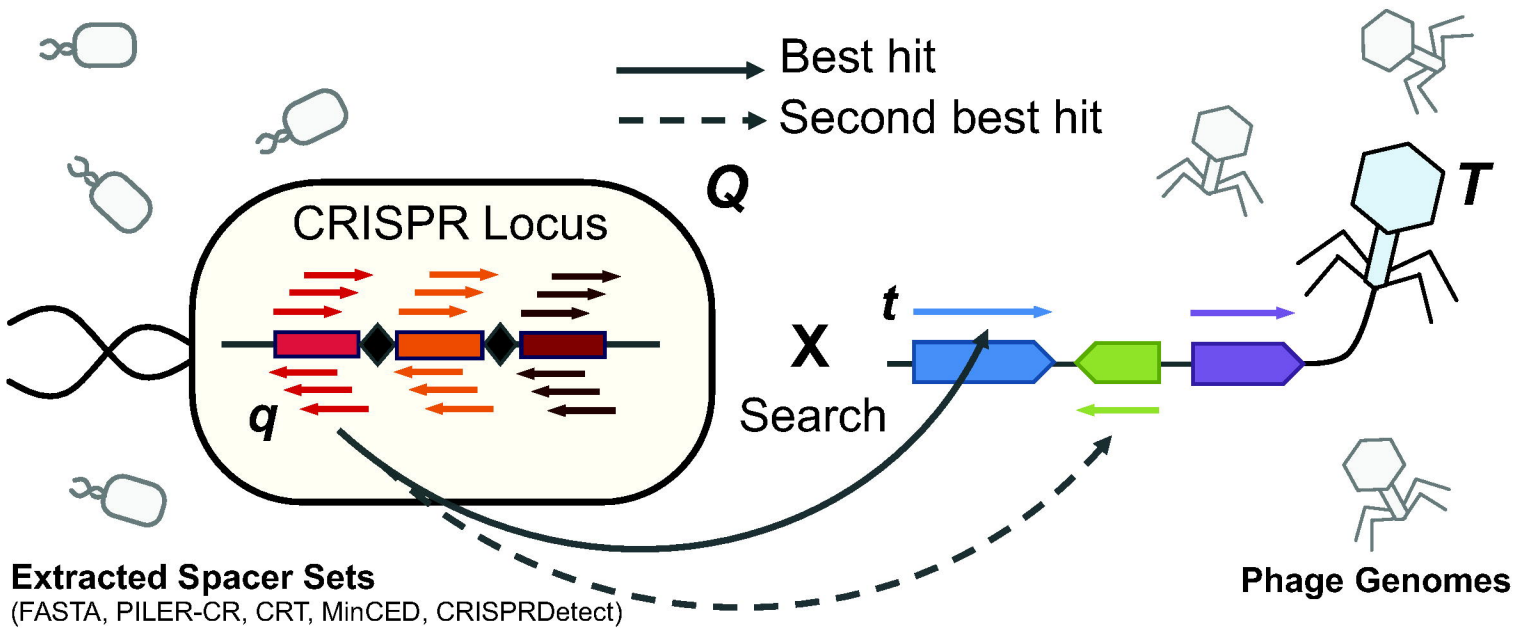 Best hit
Second best hit
Q
T
CRISPR Locus
t
X
Search
q
Extracted Spacer Sets
(FASTA, PILER-CR, CRT, MinCED, CRISPRDetect)
Phage Genomes